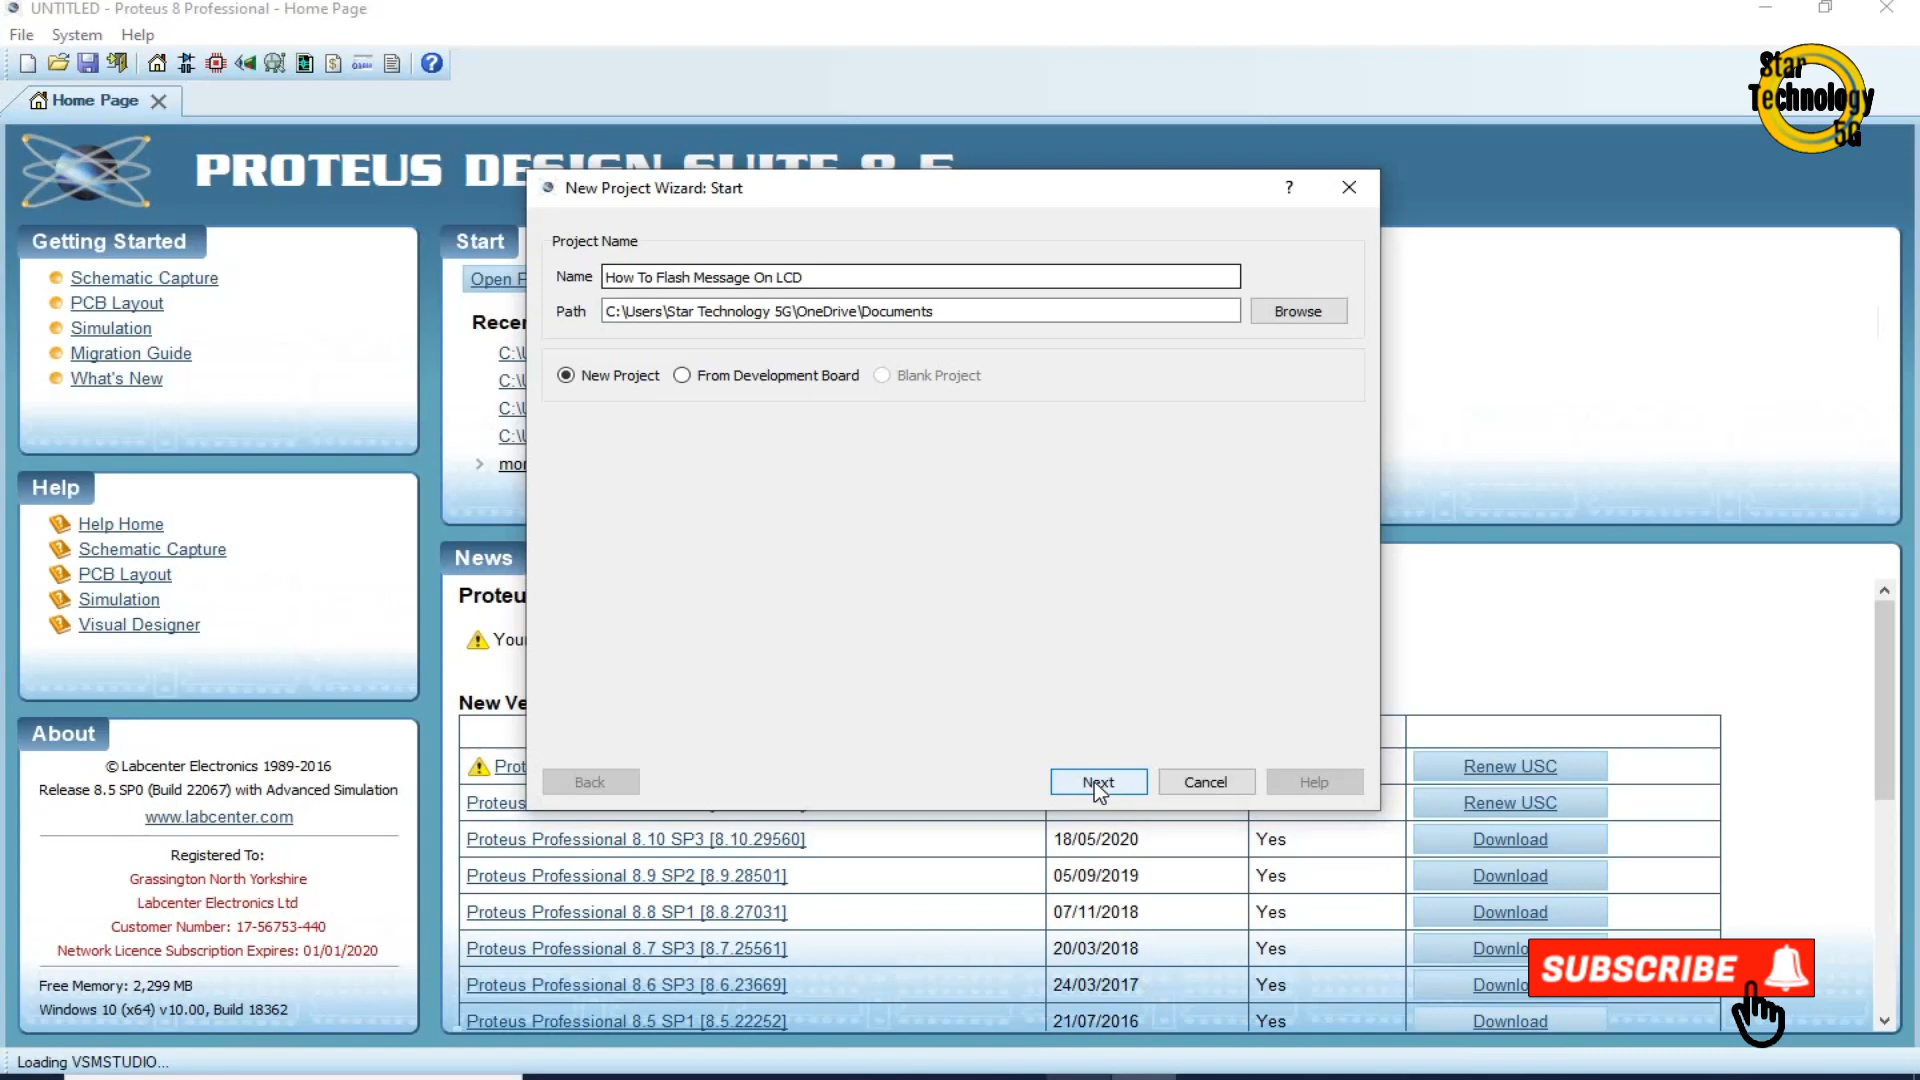 UNTITLED - Proteus 8 Professional - Home Page
File System Help
Home Page
Star
Technology
5G
PROTEUS DESIGN SUITE 8.5
New Project Wizard: Start
?
Getting Started
Schematic Capture
PCB Layout
Simulation
Migration Guide
What's New
Start
Open
Project Name
Name How To Flash Message On LCD
Path C:\Users\Star Technology 5G\OneDrive\Documents Browse
New Project From Development Board Blank Project
C:\
C:\
C:\
C:\
Help
Help Home
Schematic Capture
PCB Layout
Simulation
Visual Designer
News
Back Next Cancel Help
Renew USC
Renew USC
Proteus Professional 8.10 SP3 [8.10.29560] 18/05/2020 Yes Download
Proteus Professional 8.9 SP2 [8.9.28501] 05/09/2019 Yes Download
Proteus Professional 8.8 SP1 [8.8.27031] 07/11/2018 Yes Download
Proteus Professional 8.7 SP3 [8.7.25561] 20/03/2018 Yes Downlo
Proteus Professional 8.6 SP3 [8.6.23669] 24/03/2017 Yes Downlo
Proteus Professional 8.5 SP1 [8.5.22252] 21/07/2016 Yes Download
SUBSCRIBE
About
© Labcenter Electronics 1989-2016
Release 8.5 SP0 (Build 22067) with Advanced Simulation
www.labcenter.com
Registered To:
Grassington North Yorkshire
Labcenter Electronics Ltd
Customer Number: 17-56753-440
Network Licence Subscription Expires: 01/01/2020
Free Memory: 2,299 MB
Windows 10 (x64) v10.00, Build 18362
Loading VSMSTUDIO...